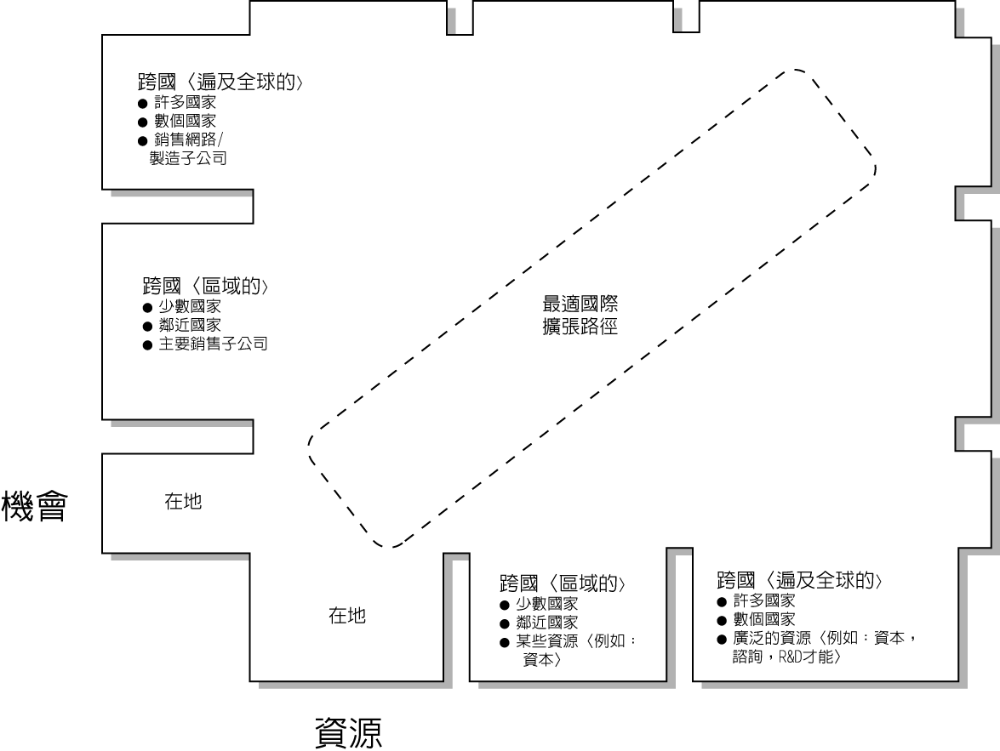 跨國〈遍及全球的〉
● 許多國家
● 數個國家
● 銷售網路/
製造子公司
跨國〈區域的〉
● 少數國家
● 鄰近國家
● 主要銷售子公司
最適國際
擴張路徑
機會
在地
在地
跨國〈區域的〉
● 少數國家
● 鄰近國家
● 某些資源〈例如：
資本〉
跨國〈遍及全球的〉
● 許多國家
● 數個國家
● 廣泛的資源〈例如：資本，
諮詢，R&D才能〉
資源